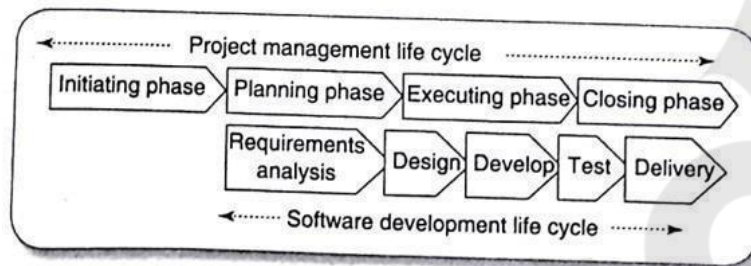 Project management life cycle
Initiating phase Planning phase Executing phase Closing phase
Requirements
analysis Design Develop Test Delivery
Software development life cycle